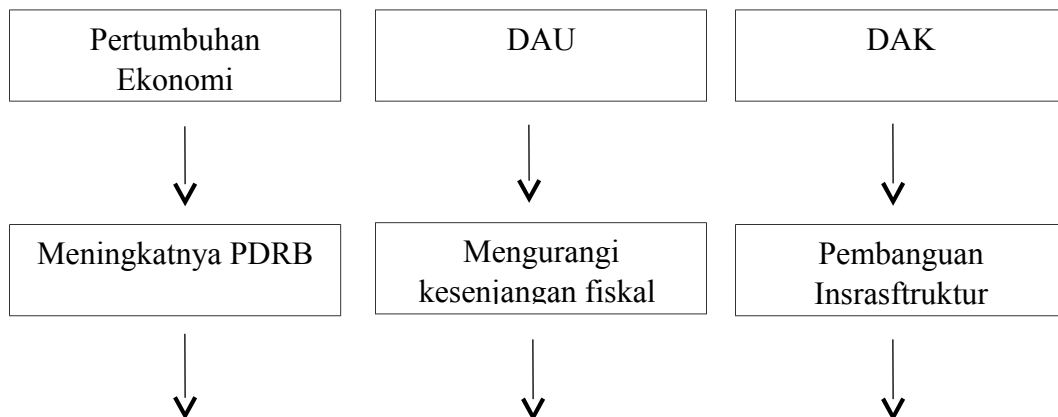 Pertumbuhan
Ekonomi
DAU
DAK
Meningkatnya PDRB
Mengurangi
kesenjangan fiskal
Pembanguan
Insrasftruktur